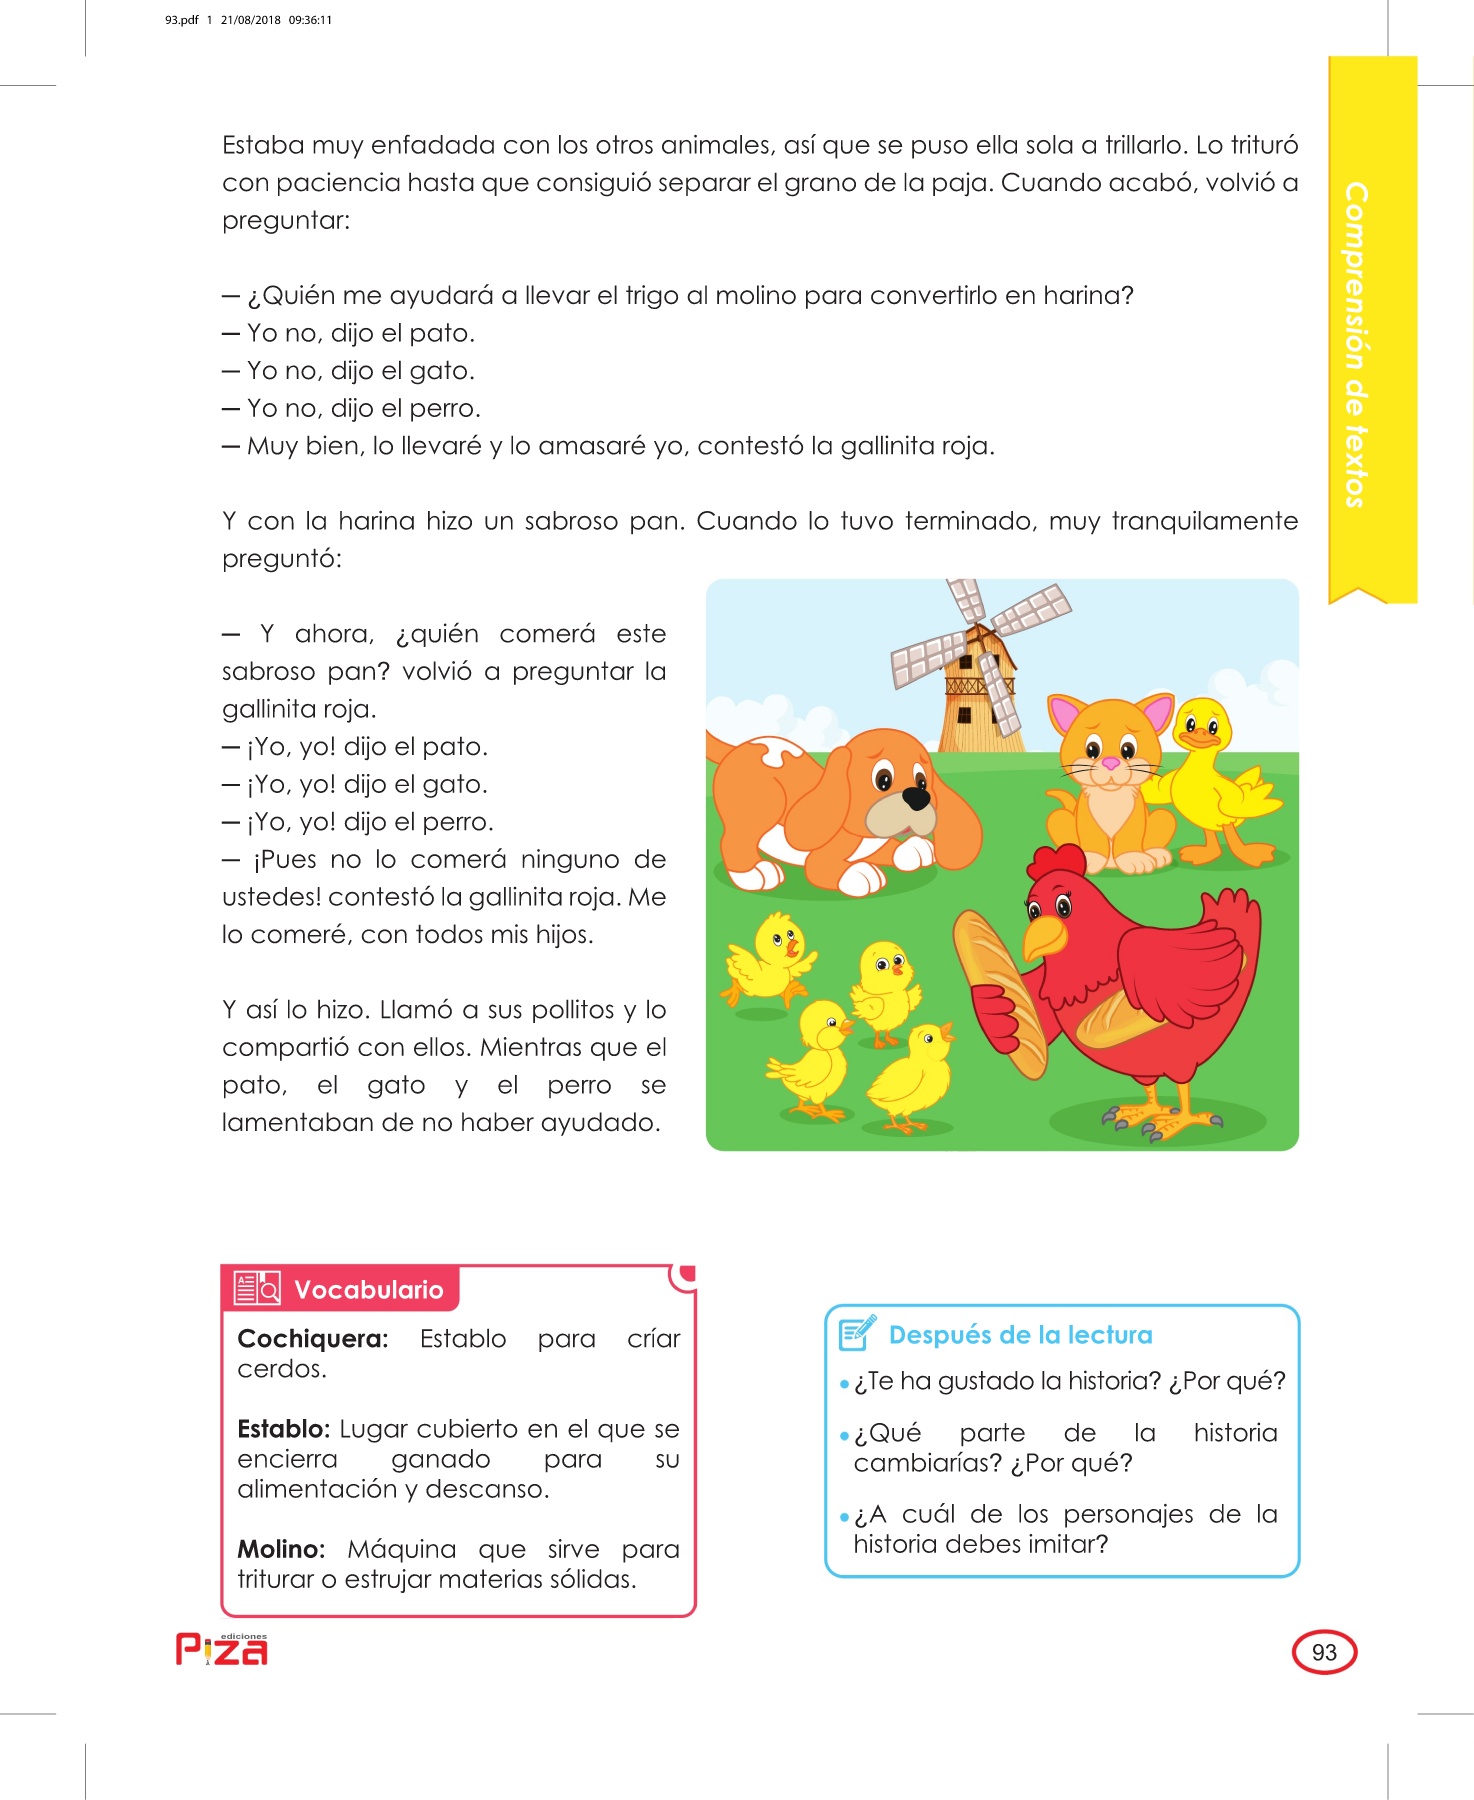 93.pdf 1 21/08/2018 09:36:11
Estaba muy enfadada con los otros animales, así que se puso ella sola a trillarlo. Lo trituró
con paciencia hasta que consiguió separar el grano de la paja. Cuando acabó, volvió a
preguntar:
— ¿Quién me ayudará a llevar el trigo al molino para convertirlo en harina?
— Yo no, dijo el pato.
— Yo no, dijo el gato.
— Yo no, dijo el perro.
— Muy bien, lo llevaré y lo amasaré yo, contestó la gallinita roja.
Y con la harina hizo un sabroso pan. Cuando lo tuvo terminado, muy tranquilamente
preguntó:
— Y ahora, ¿quién comerá este
sabroso pan? volvió a preguntar la
gallinita roja.
— ¡Yo, yo! dijo el pato.
— ¡Yo, yo! dijo el gato.
— ¡Yo, yo! dijo el perro.
— ¡Pues no lo comerá ninguno de
ustedes! contestó la gallinita roja. Me
lo comeré, con todos mis hijos.
Y así lo hizo. Llamó a sus pollitos y lo
compartió con ellos. Mientras que el
pato, el gato y el perro se
lamentaban de no haber ayudado.
Comprensión de textos
Vocabulario
Cochiquera: Establo para críar
cerdos.
Establo: Lugar cubierto en el que se
encierra ganado para su
alimentación y descanso.
Molino: Máquina que sirve para
triturar o estrujar materias sólidas.
Después de la lectura
• ¿Te ha gustado la historia? ¿Por qué?
• ¿Qué parte de la historia
cambiarías? ¿Por qué?
• ¿A cuál de los personajes de la
historia debes imitar?
ediciones
Piza
93